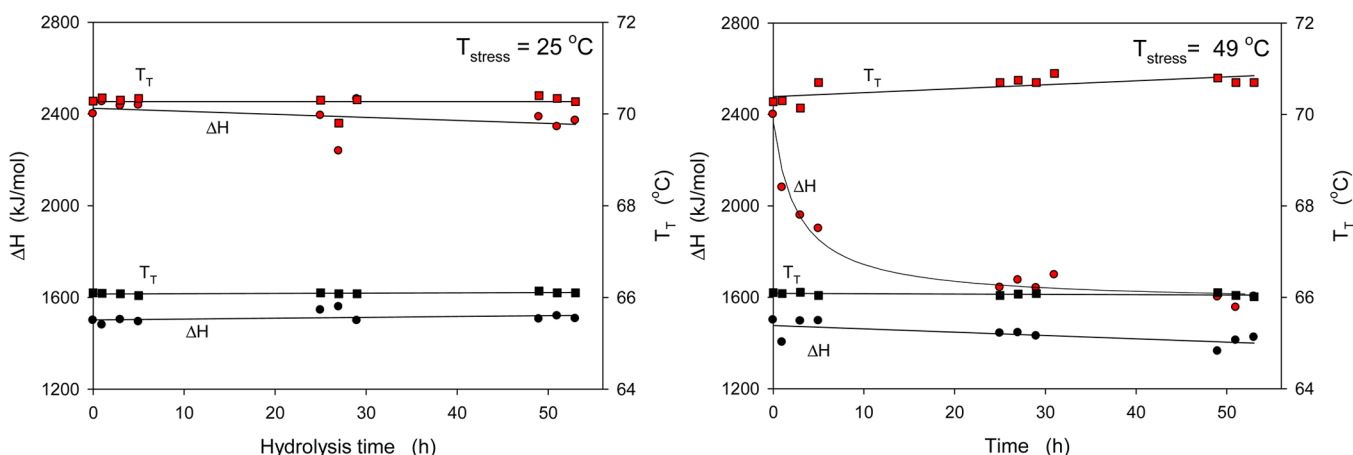 2800
2400
2000
1600
1200
ΔH (kJ/mol)
T_stress = 25 °C
T_T
ΔH
T_T
ΔH
72
70
68
66
64
T_T (°C)
0 10 20 30 40 50
Hydrolysis time (h)
2800
2400
2000
1600
1200
ΔH (kJ/mol)
T_stress = 49 °C
T_T
ΔH
T_T
ΔH
72
70
68
66
64
T_T (°C)
0 10 20 30 40 50
Time (h)